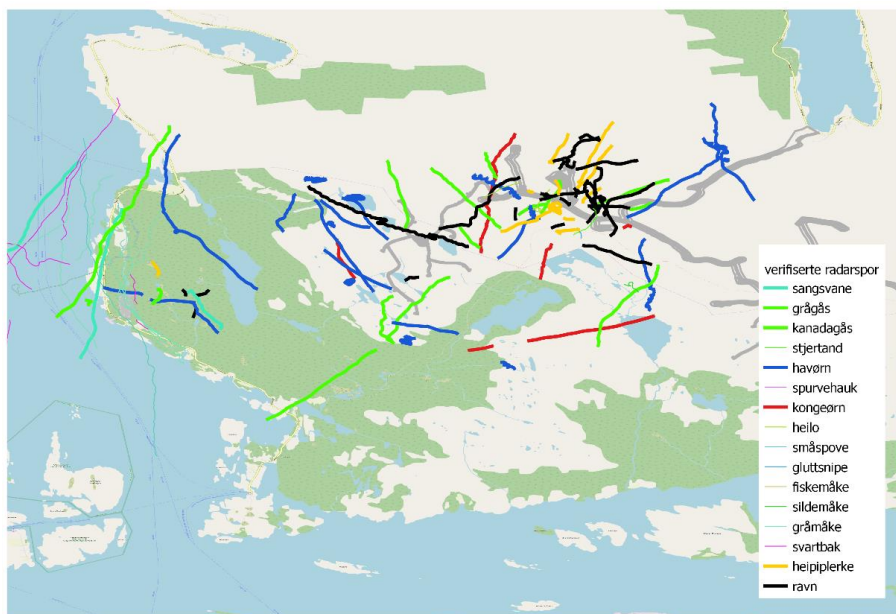 verifiserte radarspor
sangsvane
grågås
kanadagås
stjertand
havørn
spurvehauk
kongeørn
heilo
småspove
gluttsnipe
fiskemåke
sildemåke
gråmåke
svartbak
heipiplerke
ravn